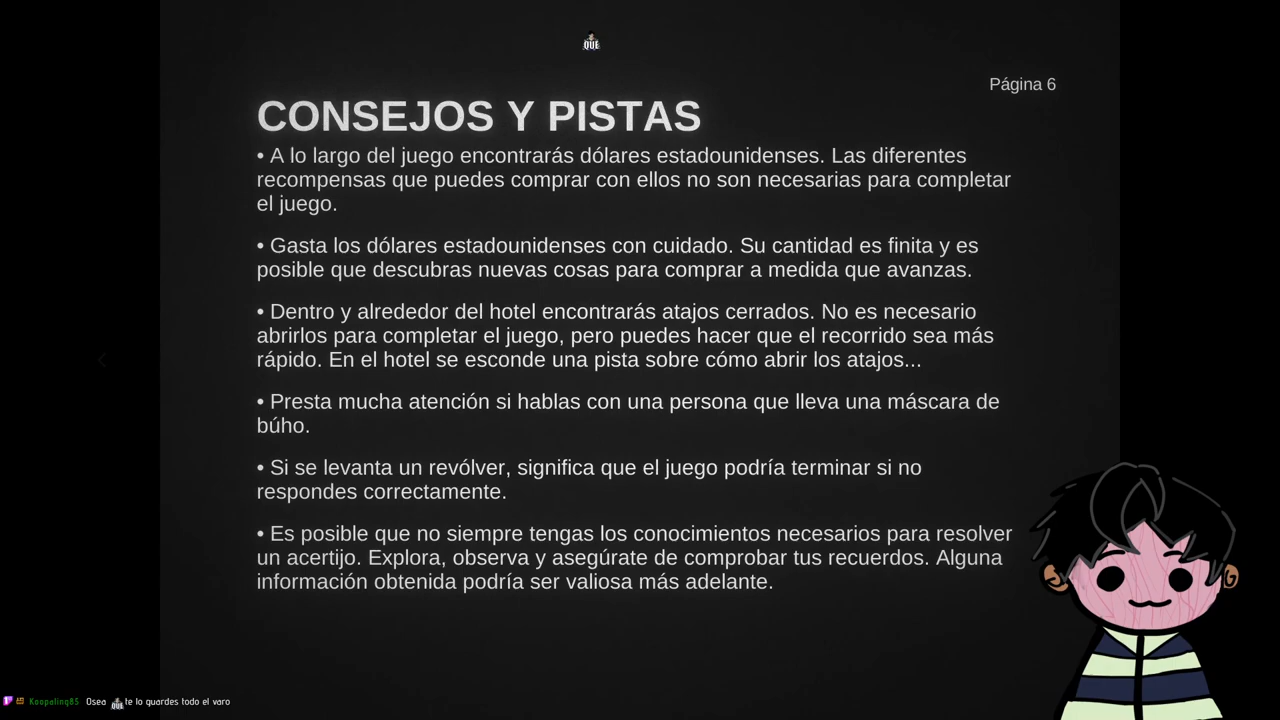 QUE
Página 6
CONSEJOS Y PISTAS
• A lo largo del juego encontrarás dólares estadounidenses. Las diferentes
recompensas que puedes comprar con ellos no son necesarias para completar
el juego.
• Gasta los dólares estadounidenses con cuidado. Su cantidad es finita y es
posible que descubras nuevas cosas para comprar a medida que avanzas.
• Dentro y alrededor del hotel encontrarás atajos cerrados. No es necesario
abrirlos para completar el juego, pero puedes hacer que el recorrido sea más
rápido. En el hotel se esconde una pista sobre cómo abrir los atajos...
• Presta mucha atención si hablas con una persona que lleva una máscara de
búho.
• Si se levanta un revólver, significa que el juego podría terminar si no
respondes correctamente.
• Es posible que no siempre tengas los conocimientos necesarios para resolver
un acertijo. Explora, observa y asegúrate de comprobar tus recuerdos. Alguna
información obtenida podría ser valiosa más adelante.
Koopaling85 Osea QUE te lo guardes todo el varo